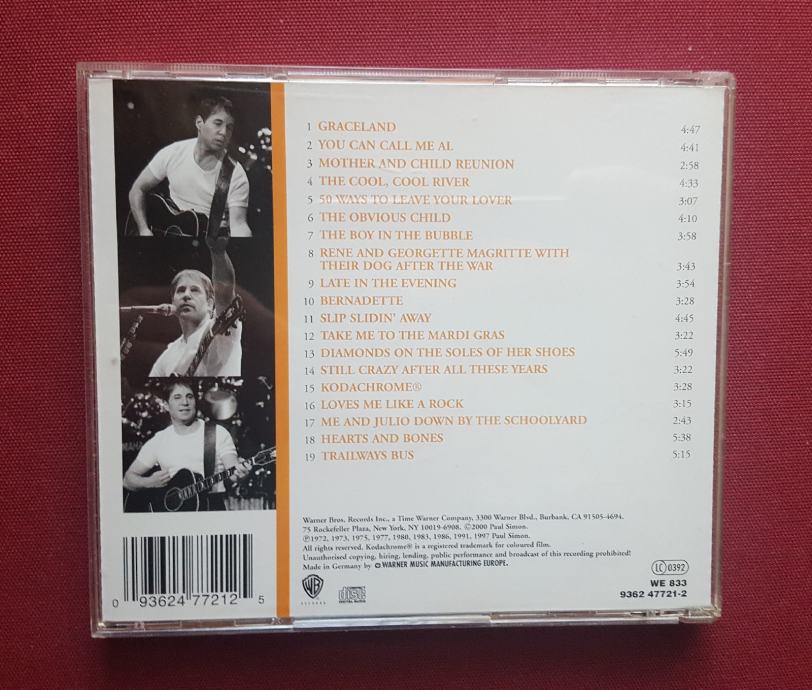 1 GRACELAND 4:47
2 YOU CAN CALL ME AL 4:41
3 MOTHER AND CHILD REUNION 2:58
4 THE COOL, COOL RIVER 4:33
5 50 WAYS TO LEAVE YOUR LOVER 3:07
6 THE OBVIOUS CHILD 4:10
7 THE BOY IN THE BUBBLE 3:58
8 RENE AND GEORGETTE MAGRITTE WITH
THEIR DOG AFTER THE WAR 3:43
9 LATE IN THE EVENING 3:54
10 BERNADETTE 3:28
11 SLIP SLIDIN' AWAY 4:45
12 TAKE ME TO THE MARDI GRAS 3:22
13 DIAMONDS ON THE SOLES OF HER SHOES 5:49
14 STILL CRAZY AFTER ALL THESE YEARS 3:22
15 KODACHROME® 3:28
16 LOVES ME LIKE A ROCK 3:15
17 ME AND JULIO DOWN BY THE SCHOOLYARD 2:43
18 HEARTS AND BONES 5:38
19 TRAILWAYS BUS 5:15
Warner Bros. Records Inc., a Time Warner Company, 3300 Warner Blvd., Burbank, CA 91505-4694.
75 Rockefeller Plaza, New York, NY 10019-6908. ©2000 Paul Simon.
℗1972, 1973, 1975, 1977, 1980, 1983, 1986, 1991, 1997 Paul Simon.
All rights reserved. Kodachrome® is a registered trademark for coloured film.
Unauthorised copying, hiring, lending, public performance and broadcast of this recording prohibited!
Made in Germany by WARNER MUSIC MANUFACTURING EUROPE.
LC 0392
WE 833
9362 47721-2
WB
RECORDS
COMPACT
disc
DIGITAL AUDIO
0 93624 77212 5